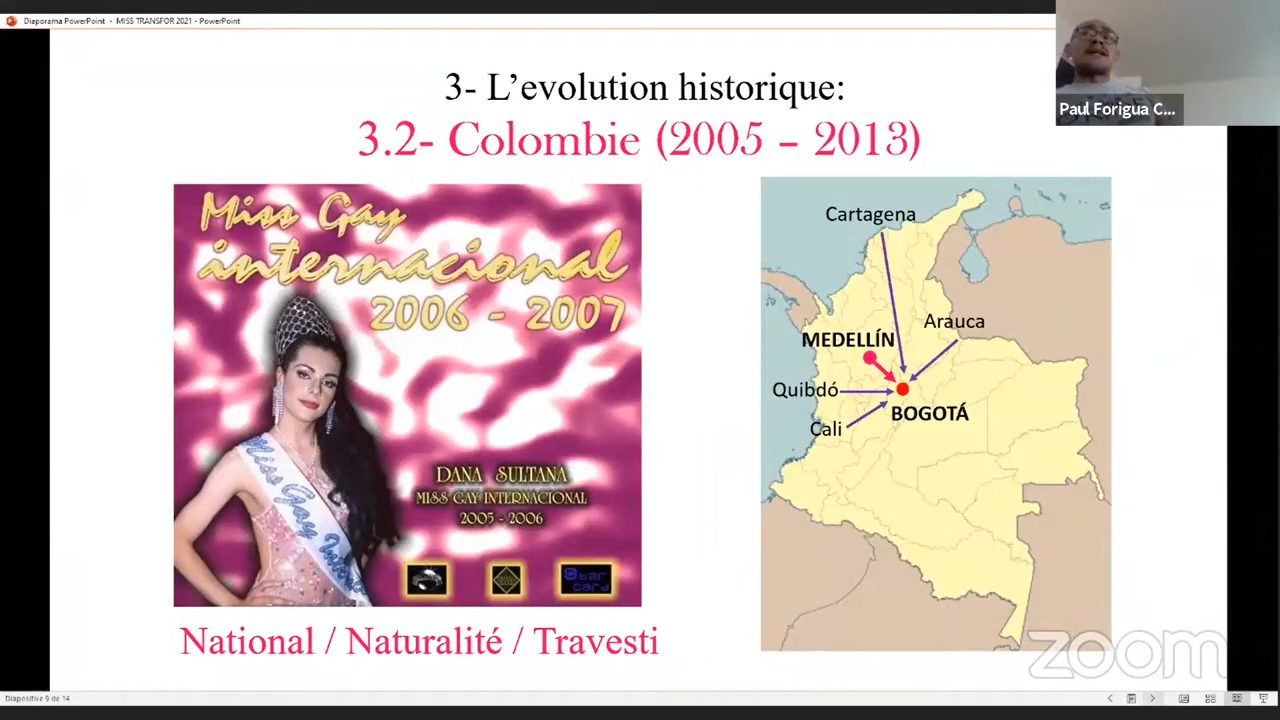 Diaporama PowerPoint - MISS TRANSFOR 2021 - PowerPoint
Paul Forigua C...
3- L’evolution historique:
3.2- Colombie (2005 – 2013)
Miss Gay
internacional
2006 - 2007
Miss Gay
DANA SULTANA
MISS GAY INTERNACIONAL
2005 - 2006
Star
card
National / Naturalité / Travesti
Cartagena
Arauca
MEDELLÍN
Quibdó
BOGOTÁ
Cali
zoom
Diapositive 9 de 14